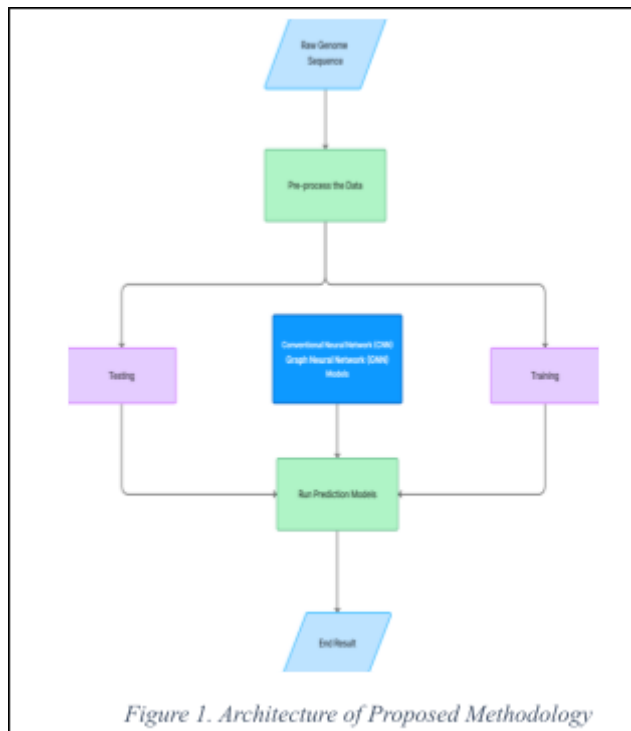 Raw Genome
Sequence
Pre-process the Data
Conventional Neural Network (CNN)
Graph Neural Network (GNN)
Models
Testing
Training
Run Prediction Models
End Result
Figure 1. Architecture of Proposed Methodology